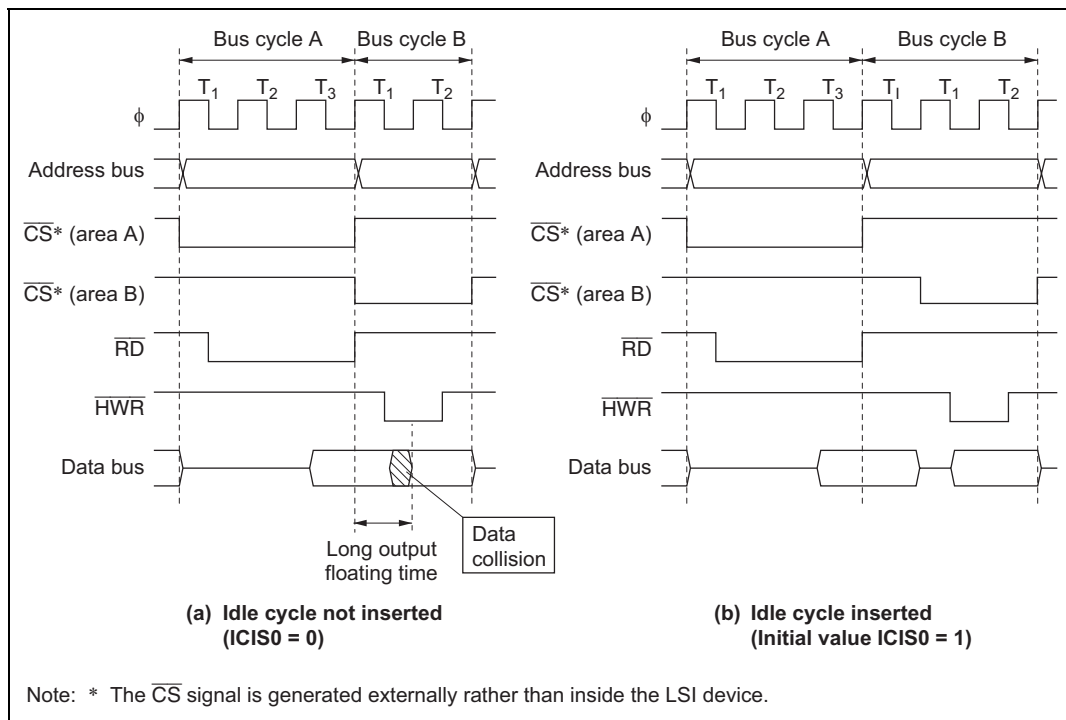 Bus cycle A Bus cycle B
T1 T2 T3 T1 T2
ϕ
Address bus
CS* (area A)
CS* (area B)
RD
HWR
Data bus
Long output
floating time
Data
collision
(a) Idle cycle not inserted
(ICIS0 = 0)
Bus cycle A Bus cycle B
T1 T2 T3 TI T1 T2
ϕ
Address bus
CS* (area A)
CS* (area B)
RD
HWR
Data bus
(b) Idle cycle inserted
(Initial value ICIS0 = 1)
Note: * The CS signal is generated externally rather than inside the LSI device.